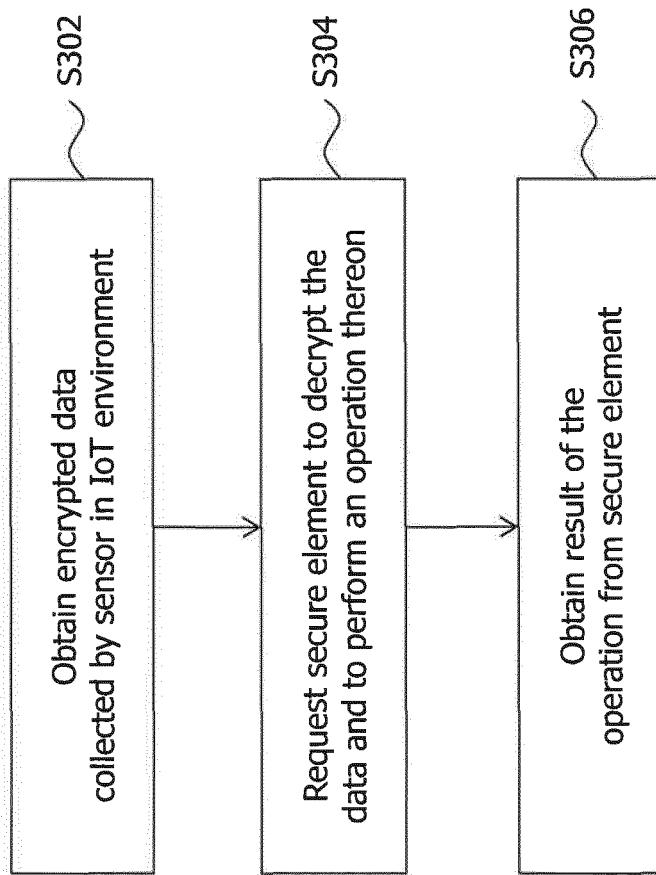 Obtain encrypted data
collected by sensor in IoT environment
S302
Request secure element to decrypt the
data and to perform an operation thereon
S304
Obtain result of the
operation from secure element
S306